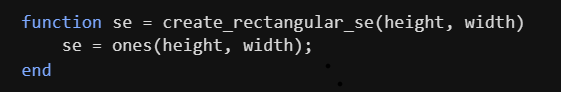 function se = create_rectangular_se(height, width)
    se = ones(height, width);
end